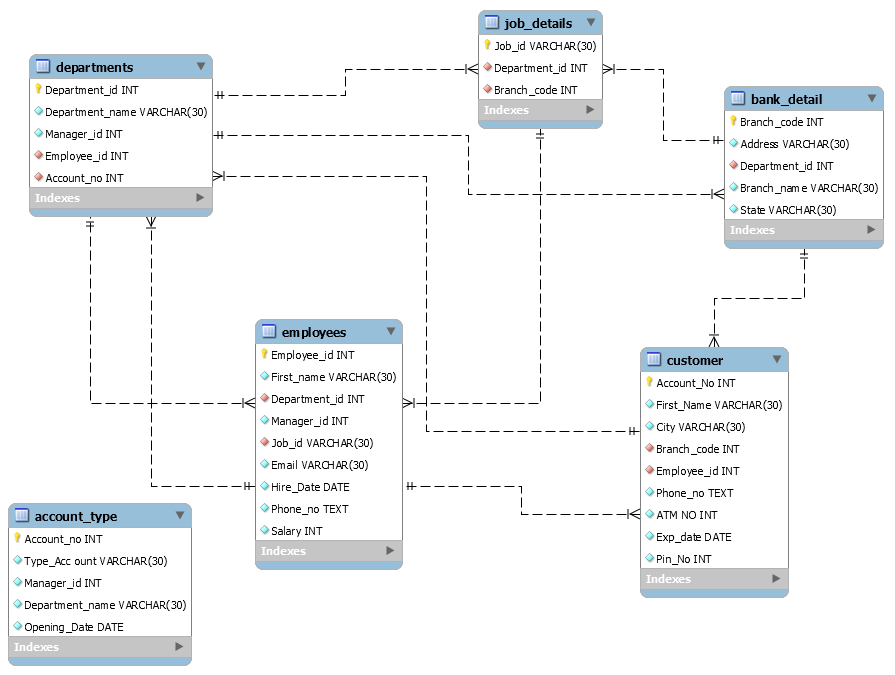 job_details
Job_id VARCHAR(30)
Department_id INT
Branch_code INT
Indexes
departments
Department_id INT
Department_name VARCHAR(30)
Manager_id INT
Employee_id INT
Account_no INT
Indexes
bank_detail
Branch_code INT
Address VARCHAR(30)
Department_id INT
Branch_name VARCHAR(30)
State VARCHAR(30)
Indexes
employees
Employee_id INT
First_name VARCHAR(30)
Department_id INT
Manager_id INT
Job_id VARCHAR(30)
Email VARCHAR(30)
Hire_Date DATE
Phone_no TEXT
Salary INT
Indexes
customer
Account_No INT
First_Name VARCHAR(30)
City VARCHAR(30)
Branch_code INT
Employee_id INT
Phone_no TEXT
ATM NO INT
Exp_date DATE
Pin_No INT
Indexes
account_type
Account_no INT
Type_Acc ount VARCHAR(30)
Manager_id INT
Department_name VARCHAR(30)
Opening_Date DATE
Indexes